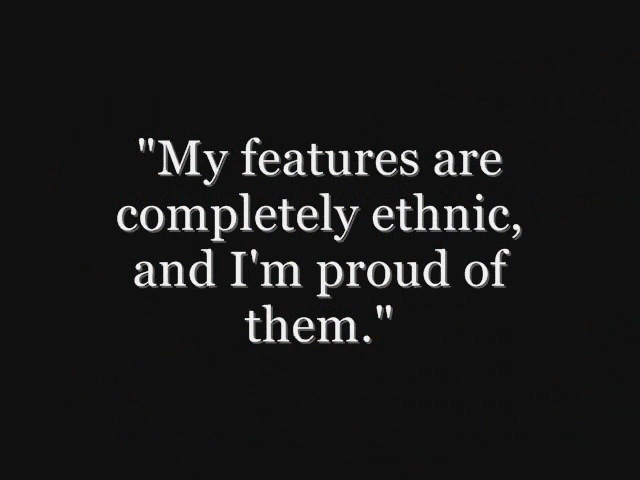 "My features are
completely ethnic,
and I'm proud of
them."